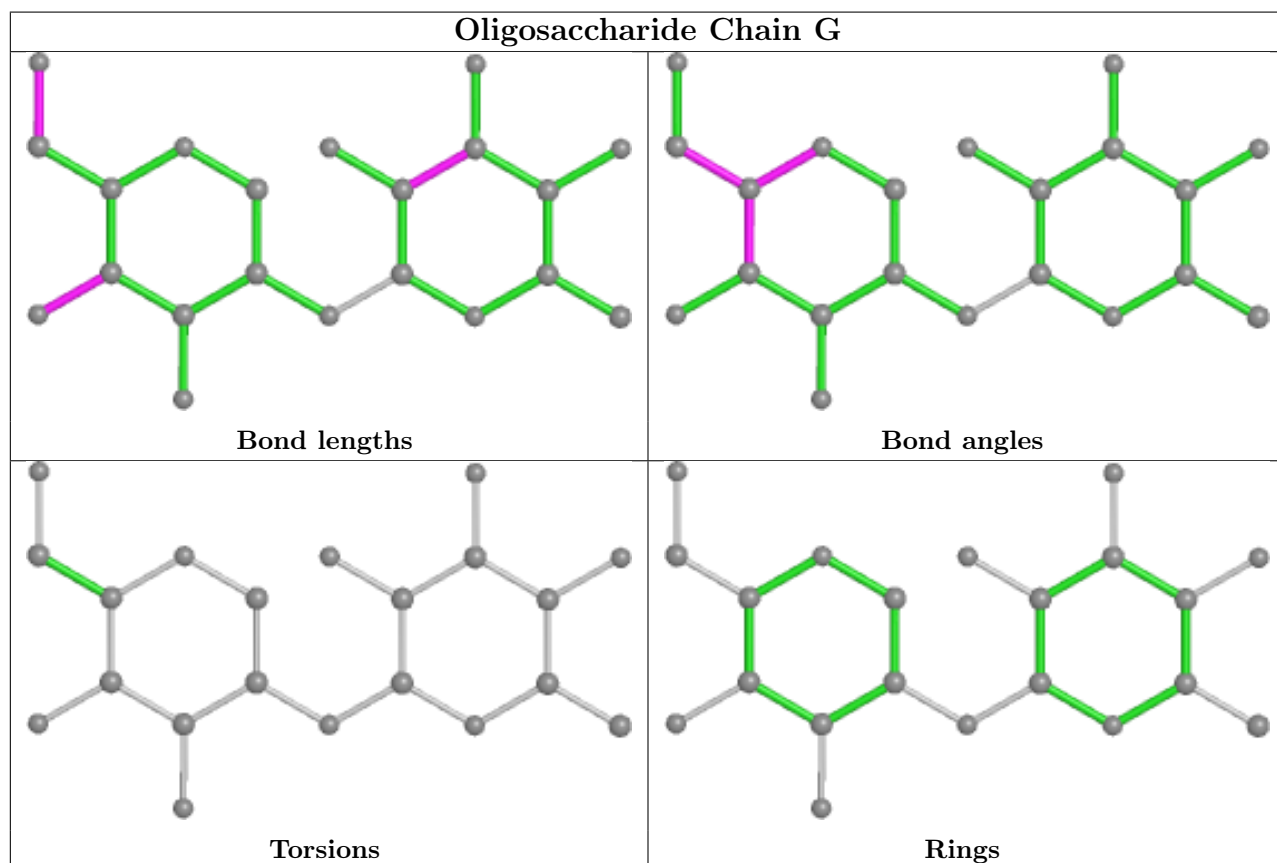 Oligosaccharide Chain G
Bond lengths
Bond angles
Torsions
Rings